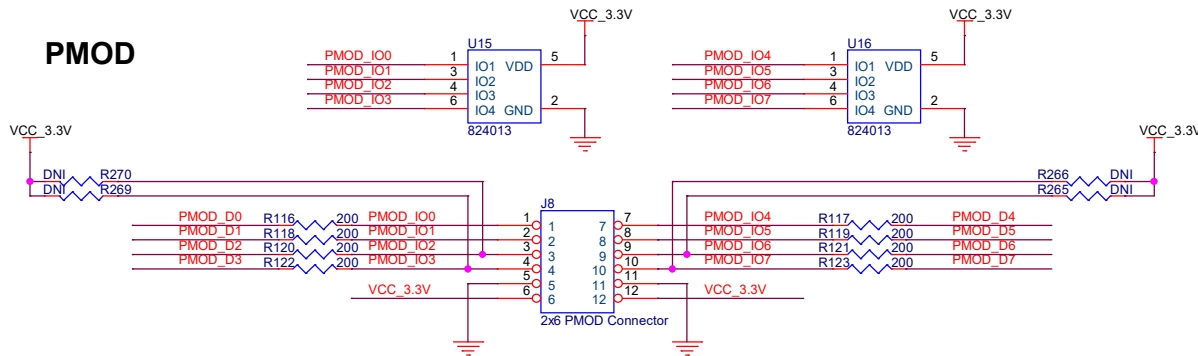 VCC_3.3V VCC_3.3V
PMOD
U15 U16
PMOD_IO0 1 IO1 VDD 5 PMOD_IO4 1 IO1 VDD 5
PMOD_IO1 3 IO2 PMOD_IO5 3 IO2
PMOD_IO2 4 IO3 PMOD_IO6 4 IO3
PMOD_IO3 6 IO4 GND 2 PMOD_IO7 6 IO4 GND 2
824013 824013
VCC_3.3V VCC_3.3V
DNI R270 R266 DNI
DNI R269 R265 DNI
J8
PMOD_D0 R116 200 PMOD_IO0 1 1 7 7 PMOD_IO4 R117 200 PMOD_D4
PMOD_D1 R118 200 PMOD_IO1 2 2 8 8 PMOD_IO5 R119 200 PMOD_D5
PMOD_D2 R120 200 PMOD_IO2 3 3 9 9 PMOD_IO6 R121 200 PMOD_D6
PMOD_D3 R122 200 PMOD_IO3 4 4 10 10 PMOD_IO7 R123 200 PMOD_D7
5 5 11 11
VCC_3.3V 6 6 12 12 VCC_3.3V
2x6 PMOD Connector